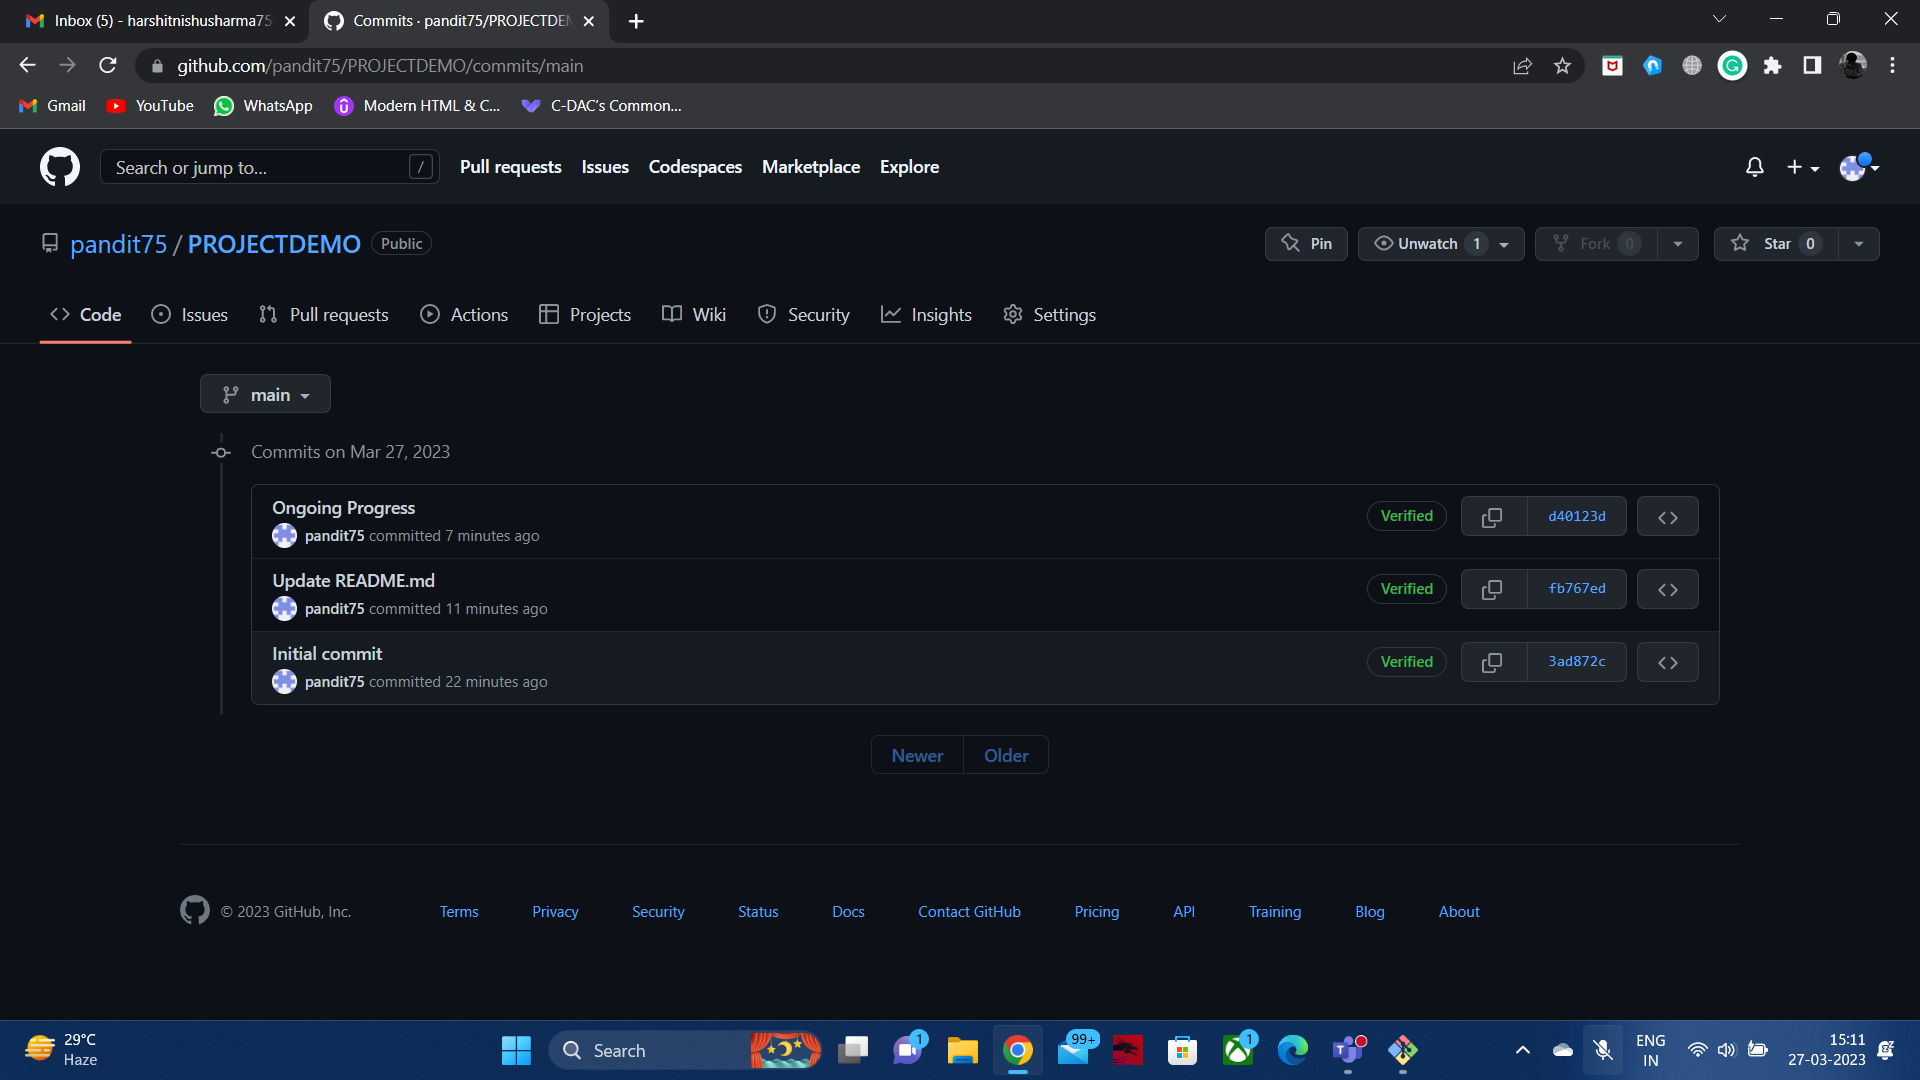 Inbox (5) - harshitnishusharma75
Commits · pandit75/PROJECTDEM
github.com/pandit75/PROJECTDEMO/commits/main
Gmail YouTube WhatsApp Modern HTML & C... C-DAC's Common...
Search or jump to... / Pull requests Issues Codespaces Marketplace Explore
pandit75 / PROJECTDEMO Public Pin Unwatch 1 Fork 0 Star 0
Code Issues Pull requests Actions Projects Wiki Security Insights Settings
main
Commits on Mar 27, 2023
Ongoing Progress
pandit75 committed 7 minutes ago
Verified d40123d
Update README.md
pandit75 committed 11 minutes ago
Verified fb767ed
Initial commit
pandit75 committed 22 minutes ago
Verified 3ad872c
Newer Older
© 2023 GitHub, Inc. Terms Privacy Security Status Docs Contact GitHub Pricing API Training Blog About
29°C
Haze
Search
1
99+
1
ENG
IN
15:11
27-03-2023